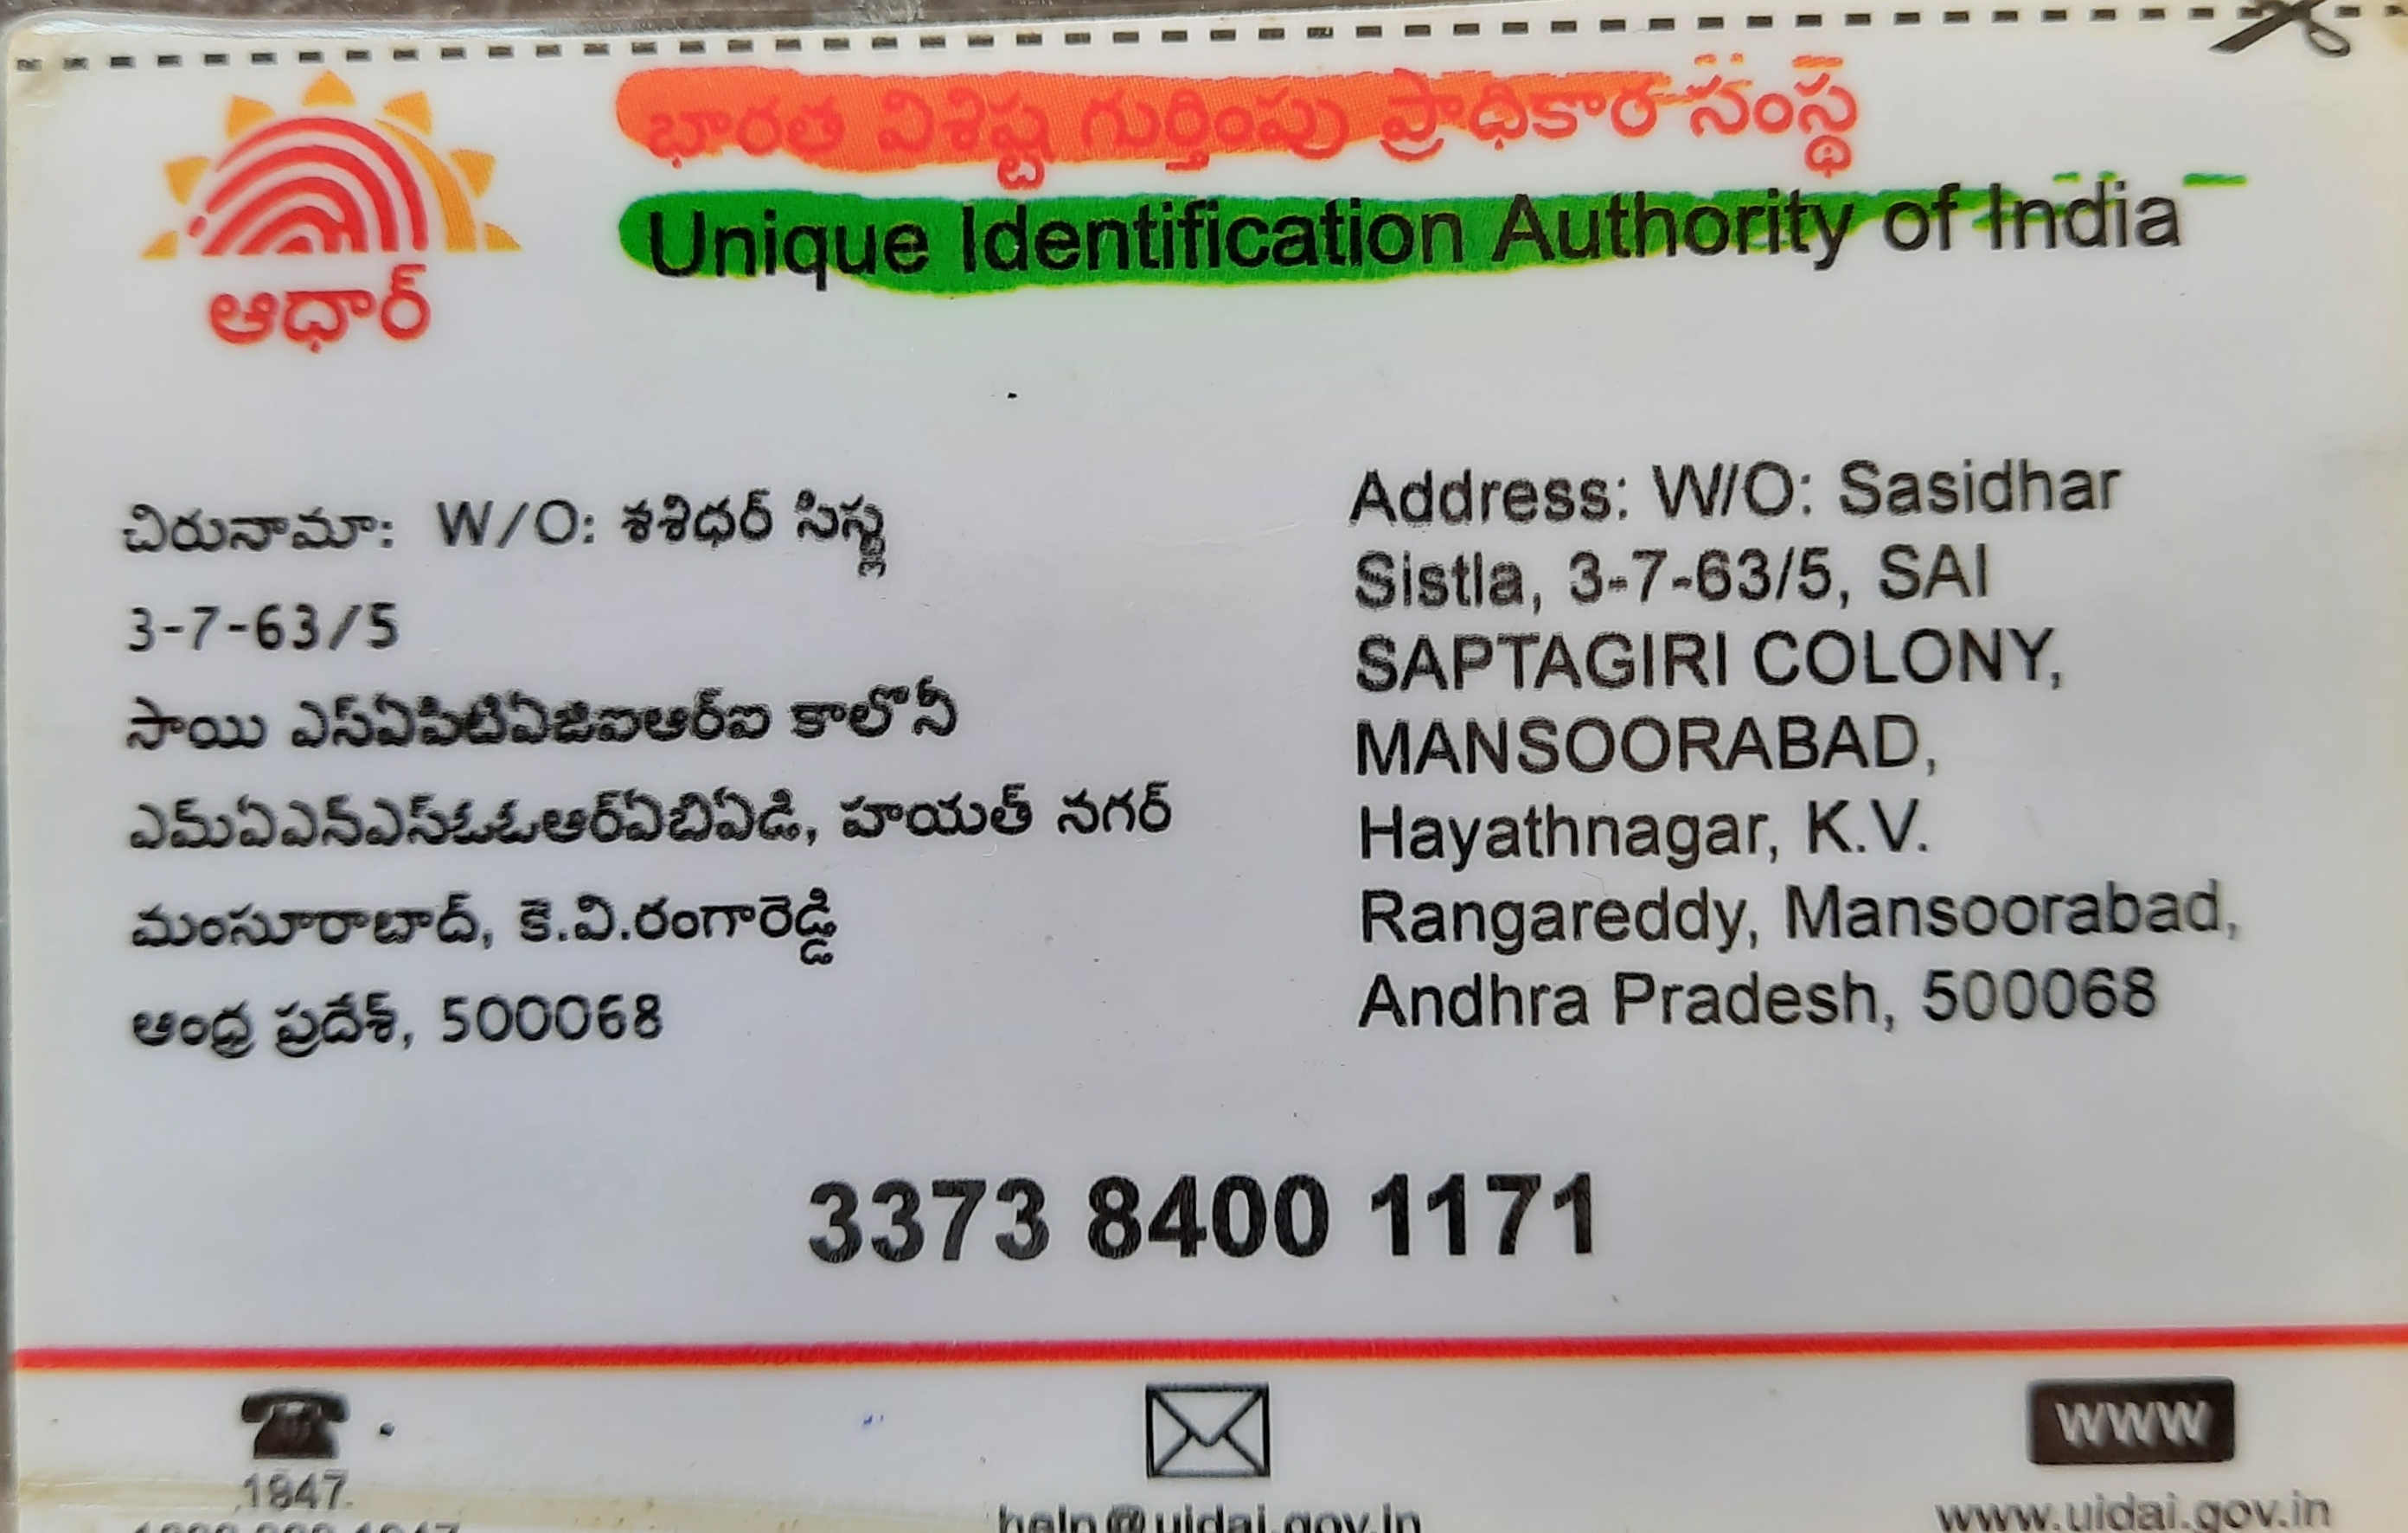 భారత విశిష్ట గుర్తింపు ప్రాధికార సంస్థ
Unique Identification Authority of India
ఆధార్
చిరునామా: W/O: శశిధర్ సిస్ట్ల
3-7-63/5
సాయి ఎస్ఏపిటిఏజిఐఆర్ఐ కాలొనీ
ఎమ్ఏఎన్ఎస్ఓఓఆర్ఏబిఏడి, హయత్ నగర్
మంసూరాబాద్, కె.వి.రంగారెడ్డి
ఆంధ్ర ప్రదేశ్, 500068
Address: W/O: Sasidhar
Sistla, 3-7-63/5, SAI
SAPTAGIRI COLONY,
MANSOORABAD,
Hayathnagar, K.V.
Rangareddy, Mansoorabad,
Andhra Pradesh, 500068
3373 8400 1171
1947
help@uidai.gov.in
www
www.uidai.gov.in